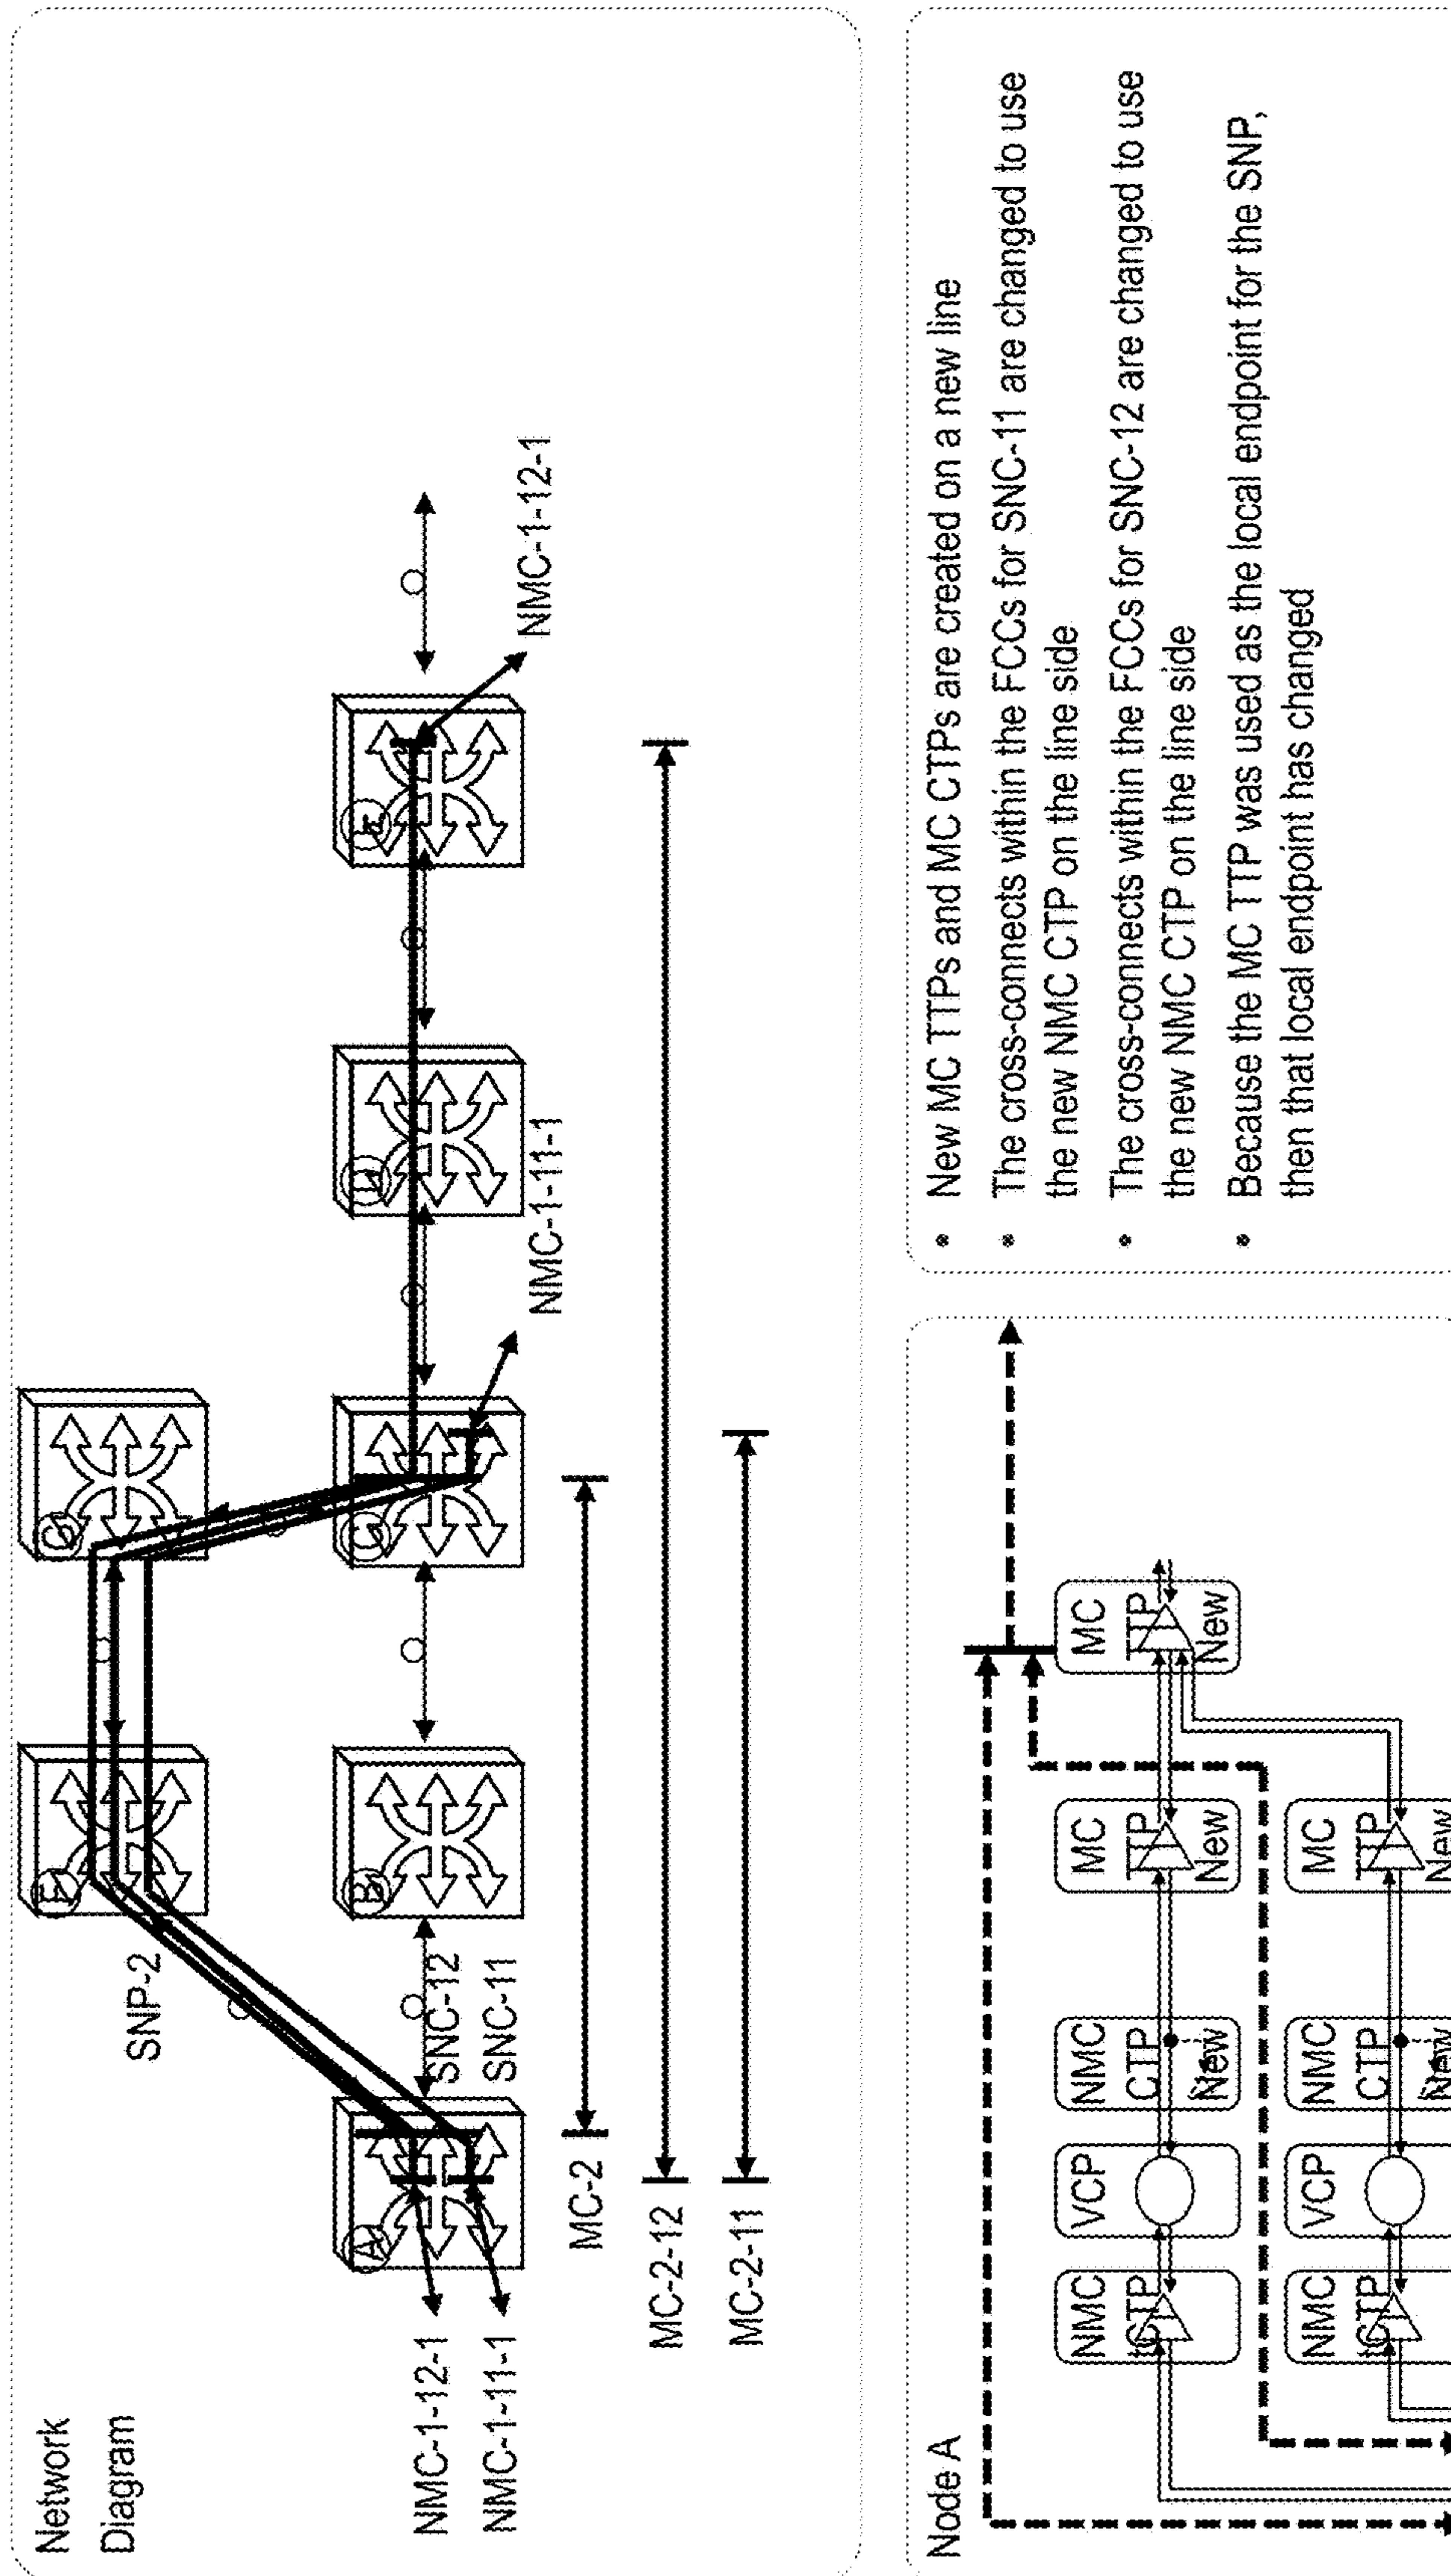 Network
Diagram
NMC-1-12-1
NMC-1-11-1
A
SNC-12
SNC-11
SNP-2
F
B
G
C
NMC-1-11-1
NMC-1-12-1
MC-2
MC-2-12
MC-2-11
Node A
NMC
VCP
NMC
CTP
New
MC
TTP
New
MC
TTP
New
NMC
VCP
NMC
CTP
New
MC
TTP
New
• New MC TTPs and MC CTPs are created on a new line
• The cross-connects within the FCCs for SNC-11 are changed to use
the new NMC CTP on the line side
• The cross-connects within the FCCs for SNC-12 are changed to use
the new NMC CTP on the line side
• Because the MC TTP was used as the local endpoint for the SNP,
then that local endpoint has changed